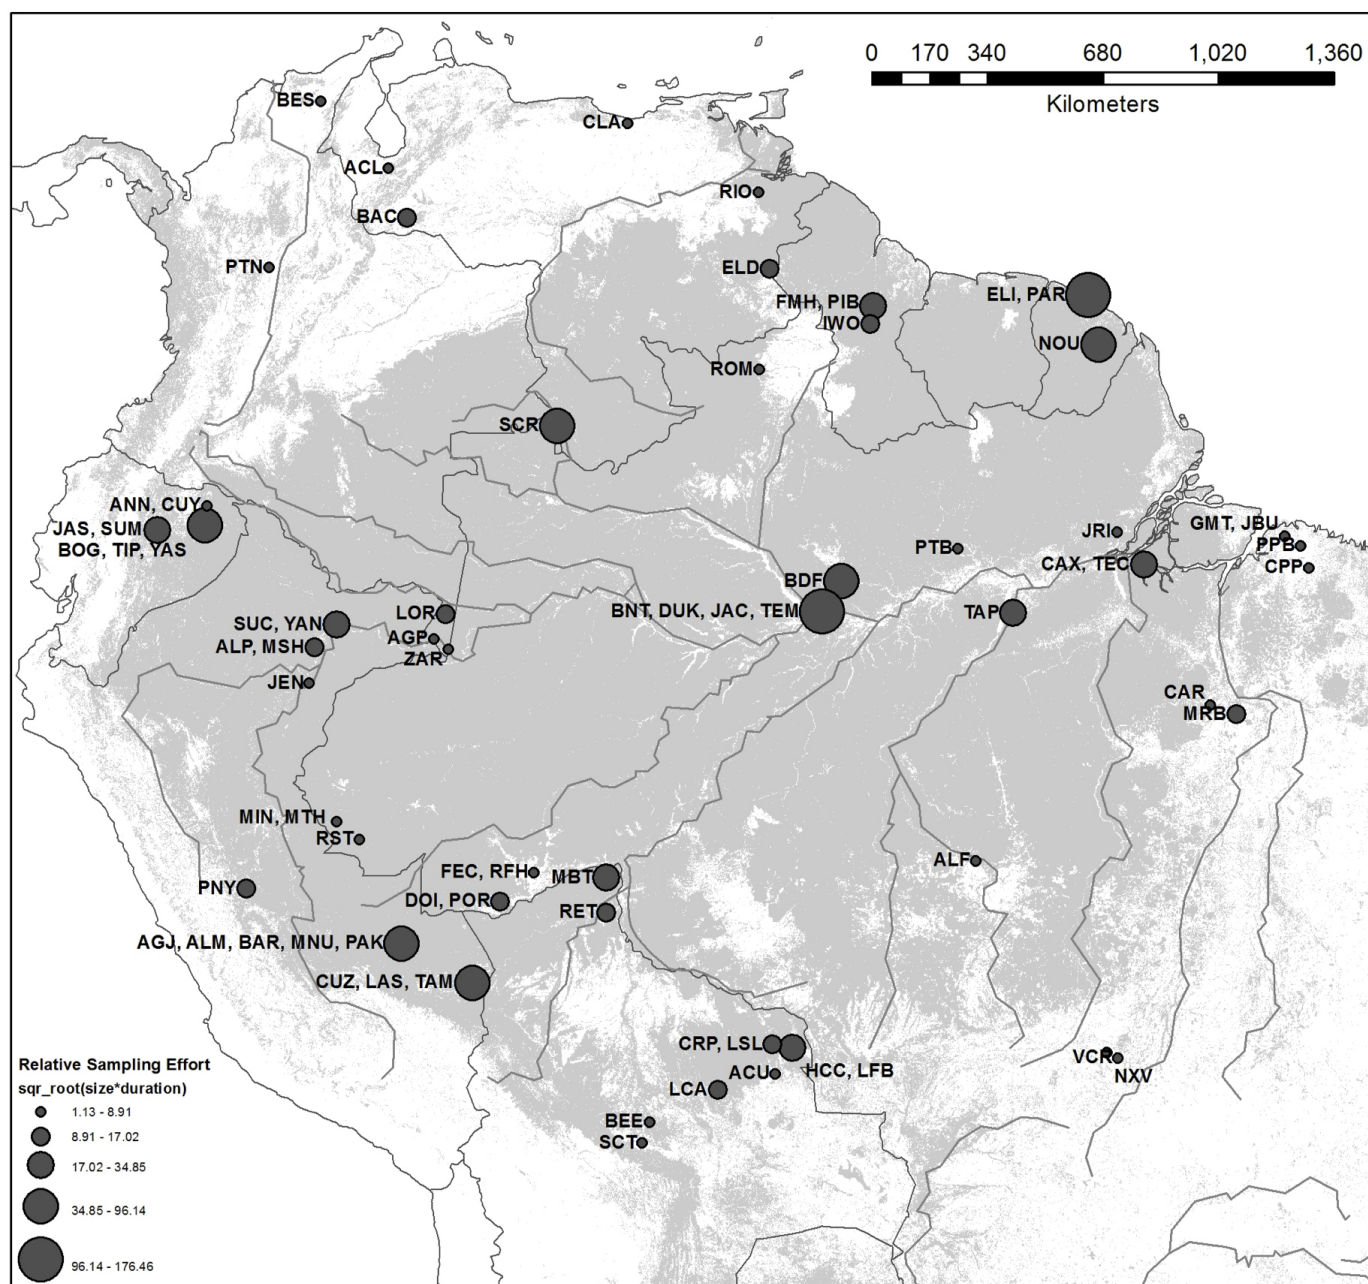 0 170 340 680 1,020 1,360
Kilometers
BES
CLA
ACL
RIO
BAC
PTN
ELD
ELI, PAR
FMH, PIB
IWO
NOU
ROM
SCR
ANN, CUY
JAS, SUM
BOG, TIP, YAS
GMT, JBU
JRI
PPB
PTB
CAX, TEC
CPP
BDF
BNT, DUK, JAC, TEM
TAP
LOR
SUC, YAN
AGP
ALP, MSH
ZAR
JEN
CAR
MRB
MIN, MTH
RST
ALF
FEC, RFH
MBT
PNY
DOI, POR
RET
AGJ, ALM, BAR, MNU, PAK
CUZ, LAS, TAM
CRP, LSL
VCR
HCC, LFB
NXV
ACU
LCA
BEE
SCT
Relative Sampling Effort
sqr_root(size*duration)
1.13 - 8.91
8.91 - 17.02
17.02 - 34.85
34.85 - 96.14
96.14 - 176.46